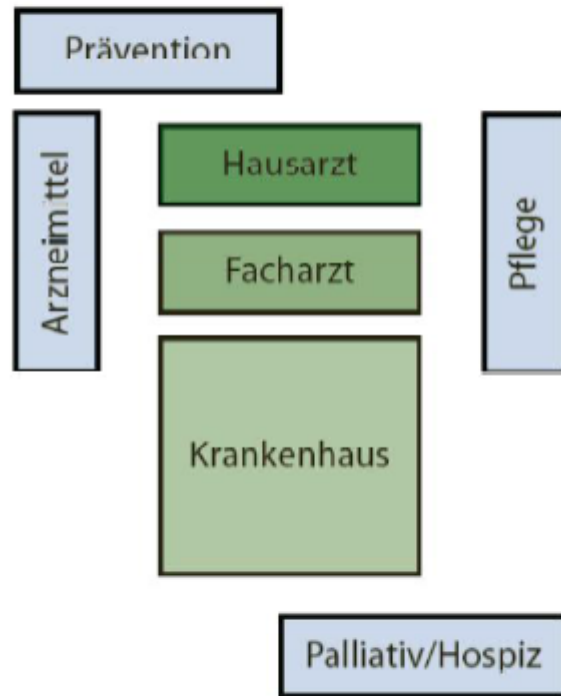 Prävention
Arzneimittel
Hausarzt
Pflege
Facharzt
Krankenhaus
Palliativ/Hospiz